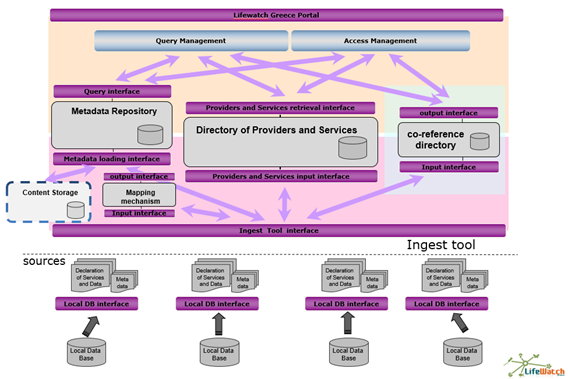 Lifewatch Greece Portal
Query Management
Access Management
Query interface
Metadata Repository
Metadata loading interface
Providers and Services retrieval interface
Directory of Providers and Services
Providers and Services input interface
output interface
co-reference
directory
Input interface
Content Storage
output interface
Mapping
mechanism
Input interface
Ingest Tool interface
Ingest tool
sources
Declaration
of Services
and Data
Meta
data
Local DB interface
Local Data
Base
Declaration
of Services
and Data
Meta
data
Local DB interface
Local Data
Base
Declaration
of Services
and Data
Meta
data
Local DB interface
Local Data
Base
Declaration
of Services
and Data
Meta
data
Local DB interface
Local Data
Base
LifeWatch